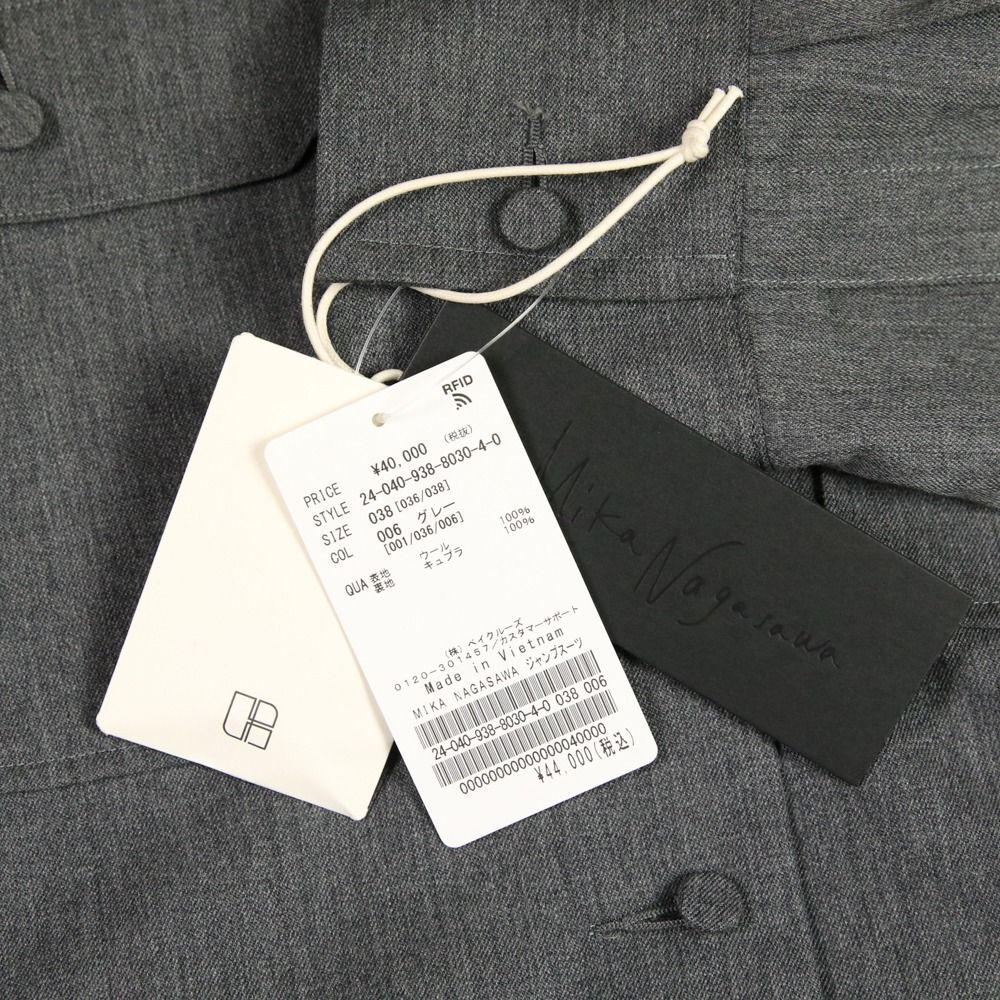 RFID
PRICE ¥40,000 (税抜)
STYLE 24-040-938-8030-4-0
SIZE 038 [036/038]
COL 006 グレー
[001/036/006]
QUA 表地 ウール 100%
裏地 キュプラ 100%
(株) ベイクルーズ
0120-301457/カスタマーサポート
Made in Vietnam
MIKA NAGASAWA ジャンプスーツ
24-040-938-8030-4-0 038 006
0000000000000000040000
¥44,000(税込)
Mika Nagasawa